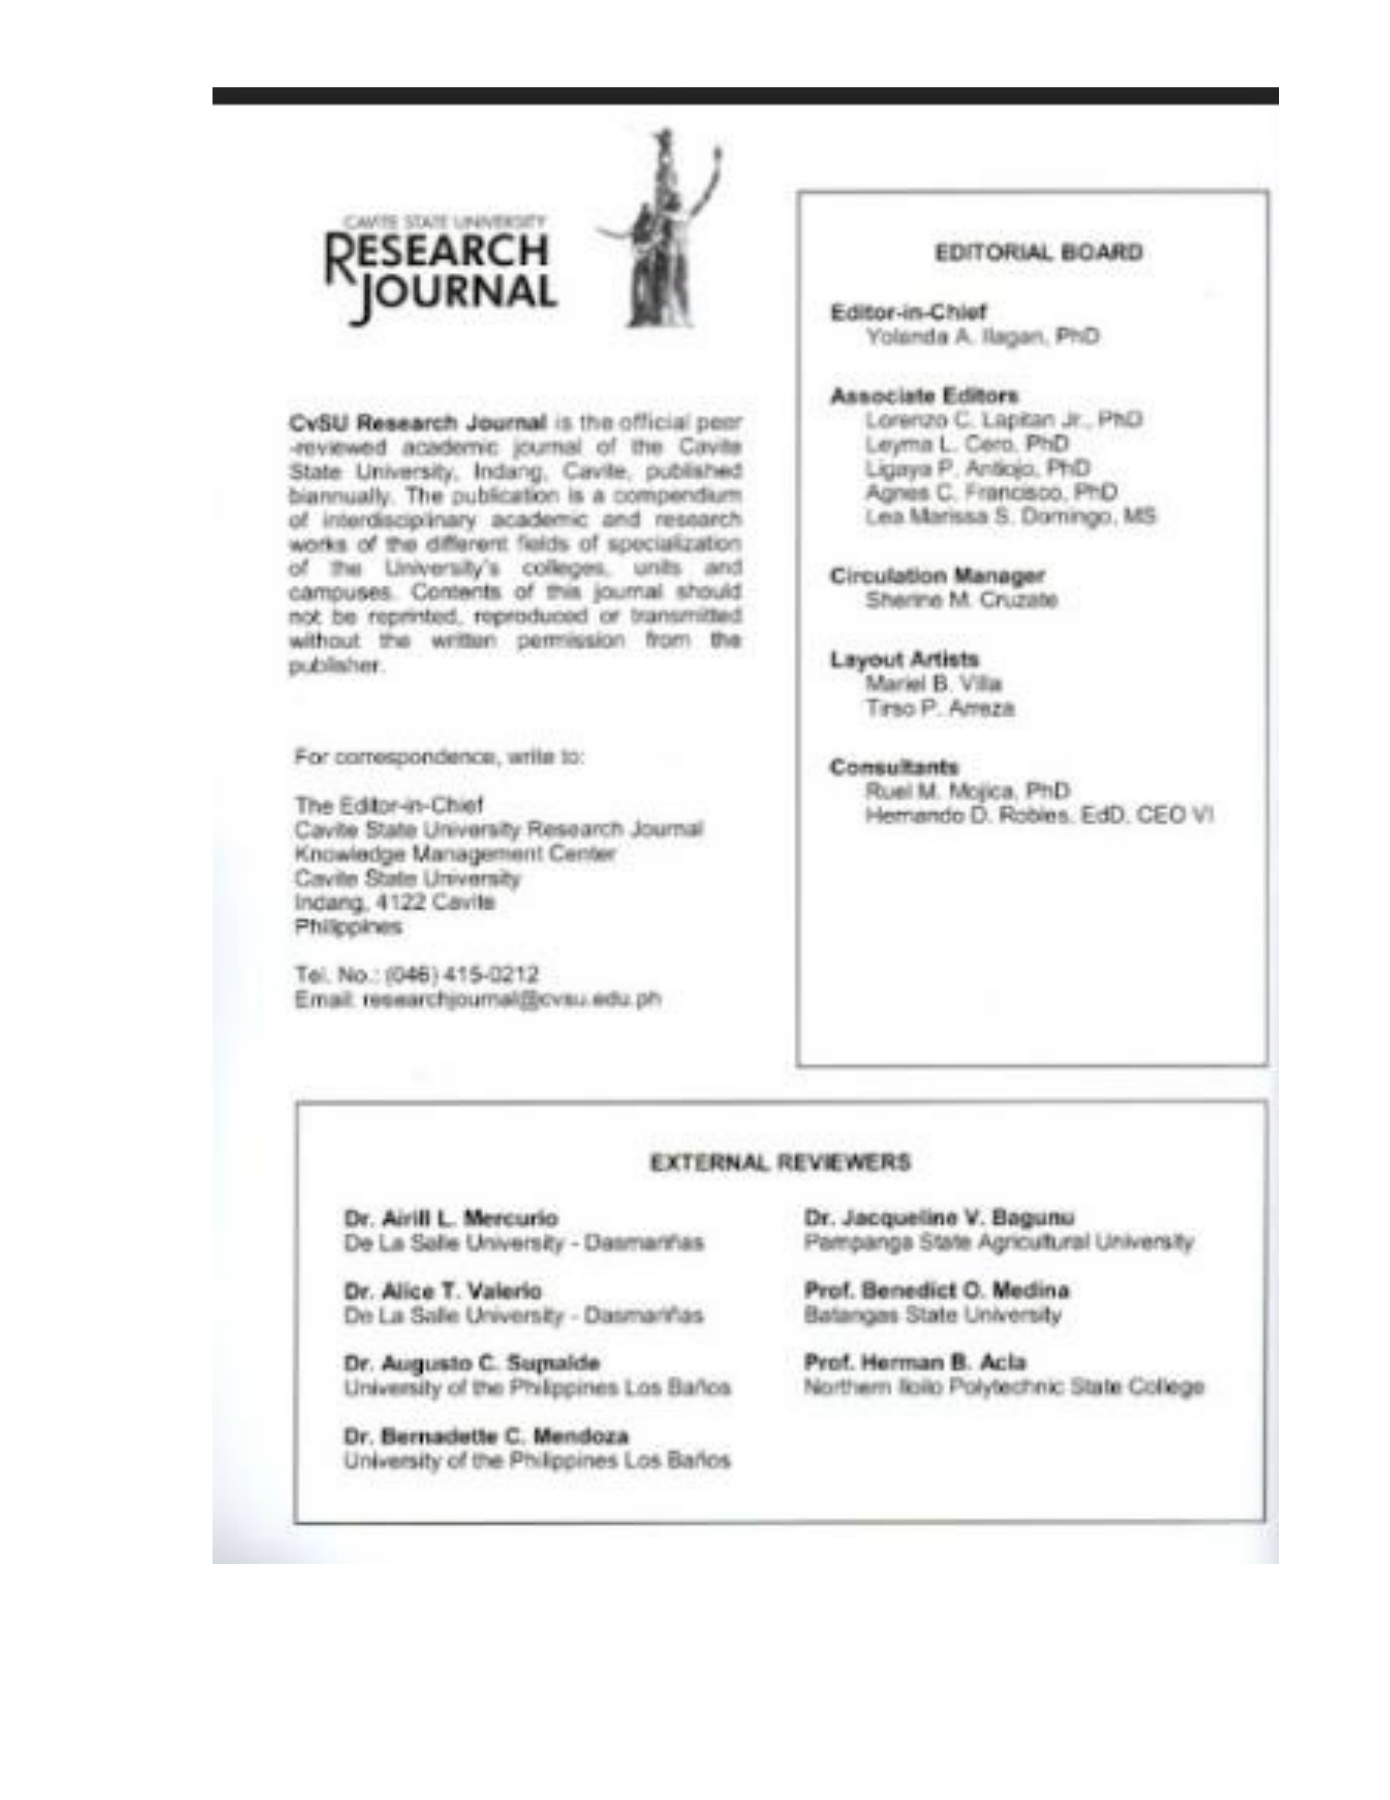 CAVITE STATE UNIVERSITY
RESEARCH
JOURNAL
CvSU Research Journal is the official peer
-reviewed academic journal of the Cavite
State University, Indang, Cavite, published
biannually. The publication is a compendium
of interdisciplinary academic and research
works of the different fields of specialization
of the University's colleges, units and
campuses. Contents of this journal should
not be reprinted, reproduced or transmitted
without the written permission from the
publisher.
For correspondence, write to:
The Editor-in-Chief
Cavite State University Research Journal
Knowledge Management Center
Cavite State University
Indang, 4122 Cavite
Philippines
Tel. No.: (046) 415-0212
Email: researchjournal@cvsu.edu.ph
EDITORIAL BOARD
Editor-in-Chief
Yolanda A. Ilagan, PhD
Associate Editors
Lorenzo C. Lapitan Jr., PhD
Leyma L. Cero, PhD
Ligaya P. Antiojo, PhD
Agnes C. Francisco, PhD
Lea Marissa S. Domingo, MS
Circulation Manager
Sherine M. Cruzate
Layout Artists
Mariel B. Villa
Tirso P. Arreza
Consultants
Ruel M. Mojica, PhD
Hernando D. Robles, EdD, CEO VI
EXTERNAL REVIEWERS
Dr. Airill L. Mercurio
De La Salle University - Dasmariñas
Dr. Alice T. Valerio
De La Salle University - Dasmariñas
Dr. Augusto C. Sumalde
University of the Philippines Los Baños
Dr. Bernadette C. Mendoza
University of the Philippines Los Baños
Dr. Jacqueline V. Bagunu
Pampanga State Agricultural University
Prof. Benedict O. Medina
Batangas State University
Prof. Herman B. Acla
Northern Iloilo Polytechnic State College